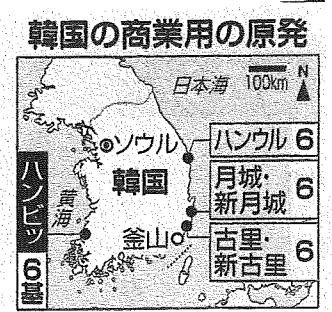 韓国の商業用の原発
日本海
100km
N
ソウル
ハンウル 6
韓国
月城・
新月城 6
黄海
ハンビッ
6基
釜山
古里・
新古里 6